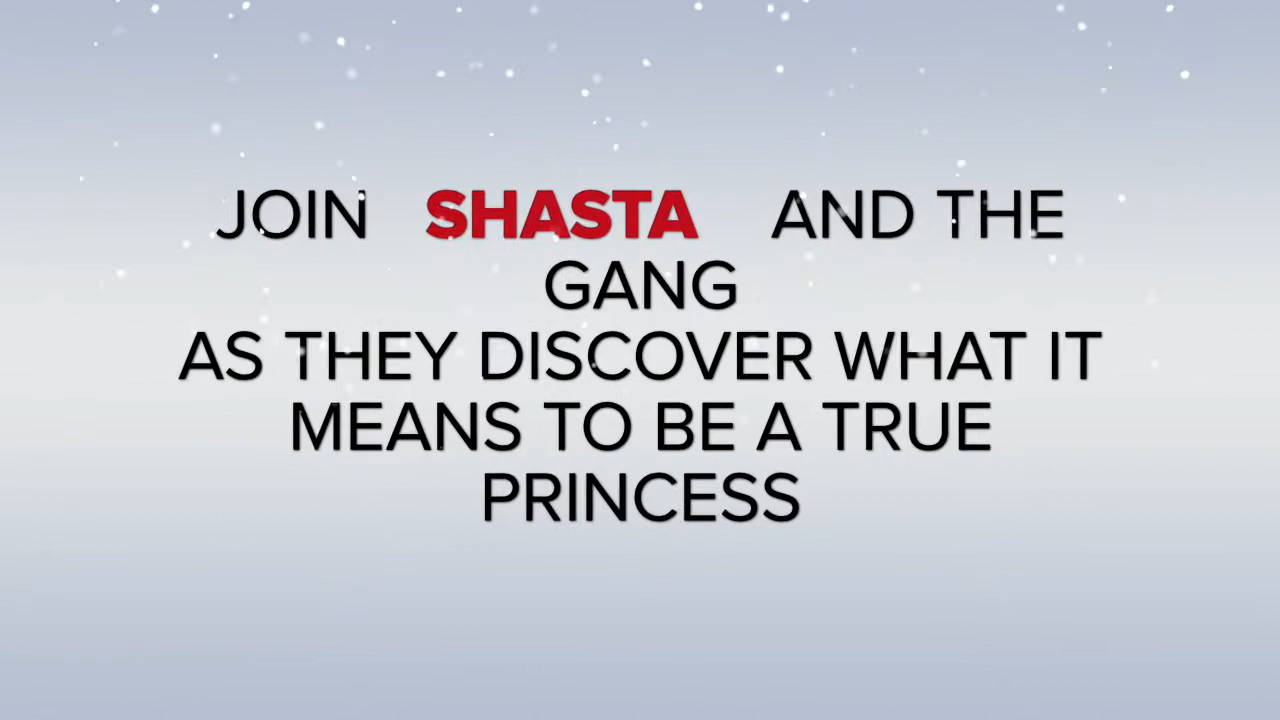 JOIN SHASTA AND THE
GANG
AS THEY DISCOVER WHAT IT
MEANS TO BE A TRUE
PRINCESS